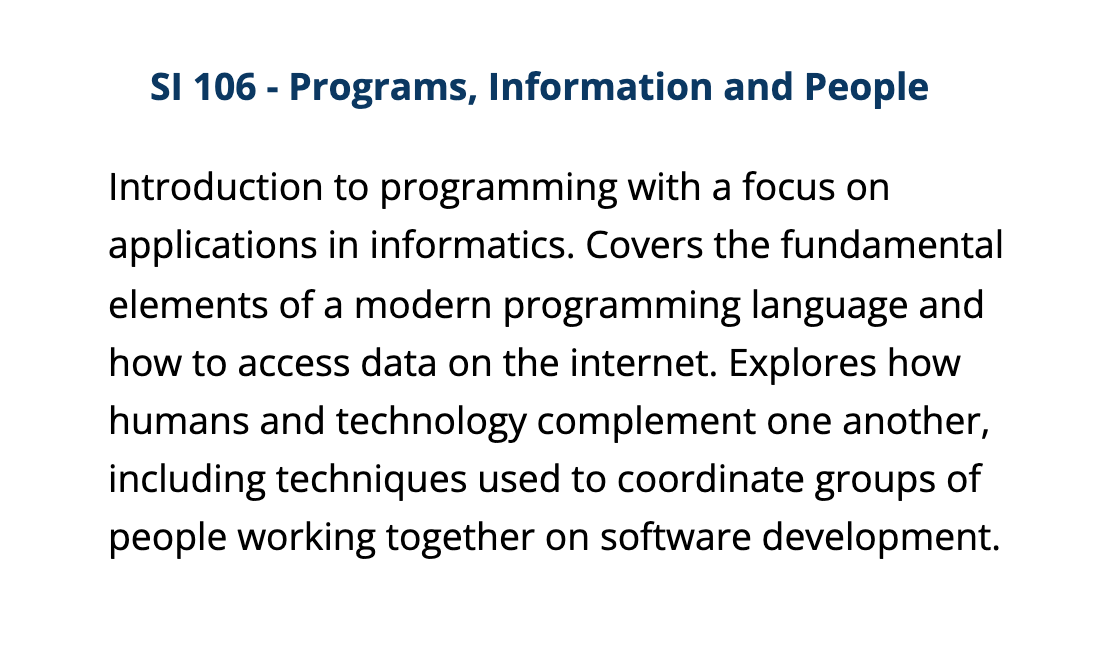 SI 106 - Programs, Information and People
Introduction to programming with a focus on
applications in informatics. Covers the fundamental
elements of a modern programming language and
how to access data on the internet. Explores how
humans and technology complement one another,
including techniques used to coordinate groups of
people working together on software development.